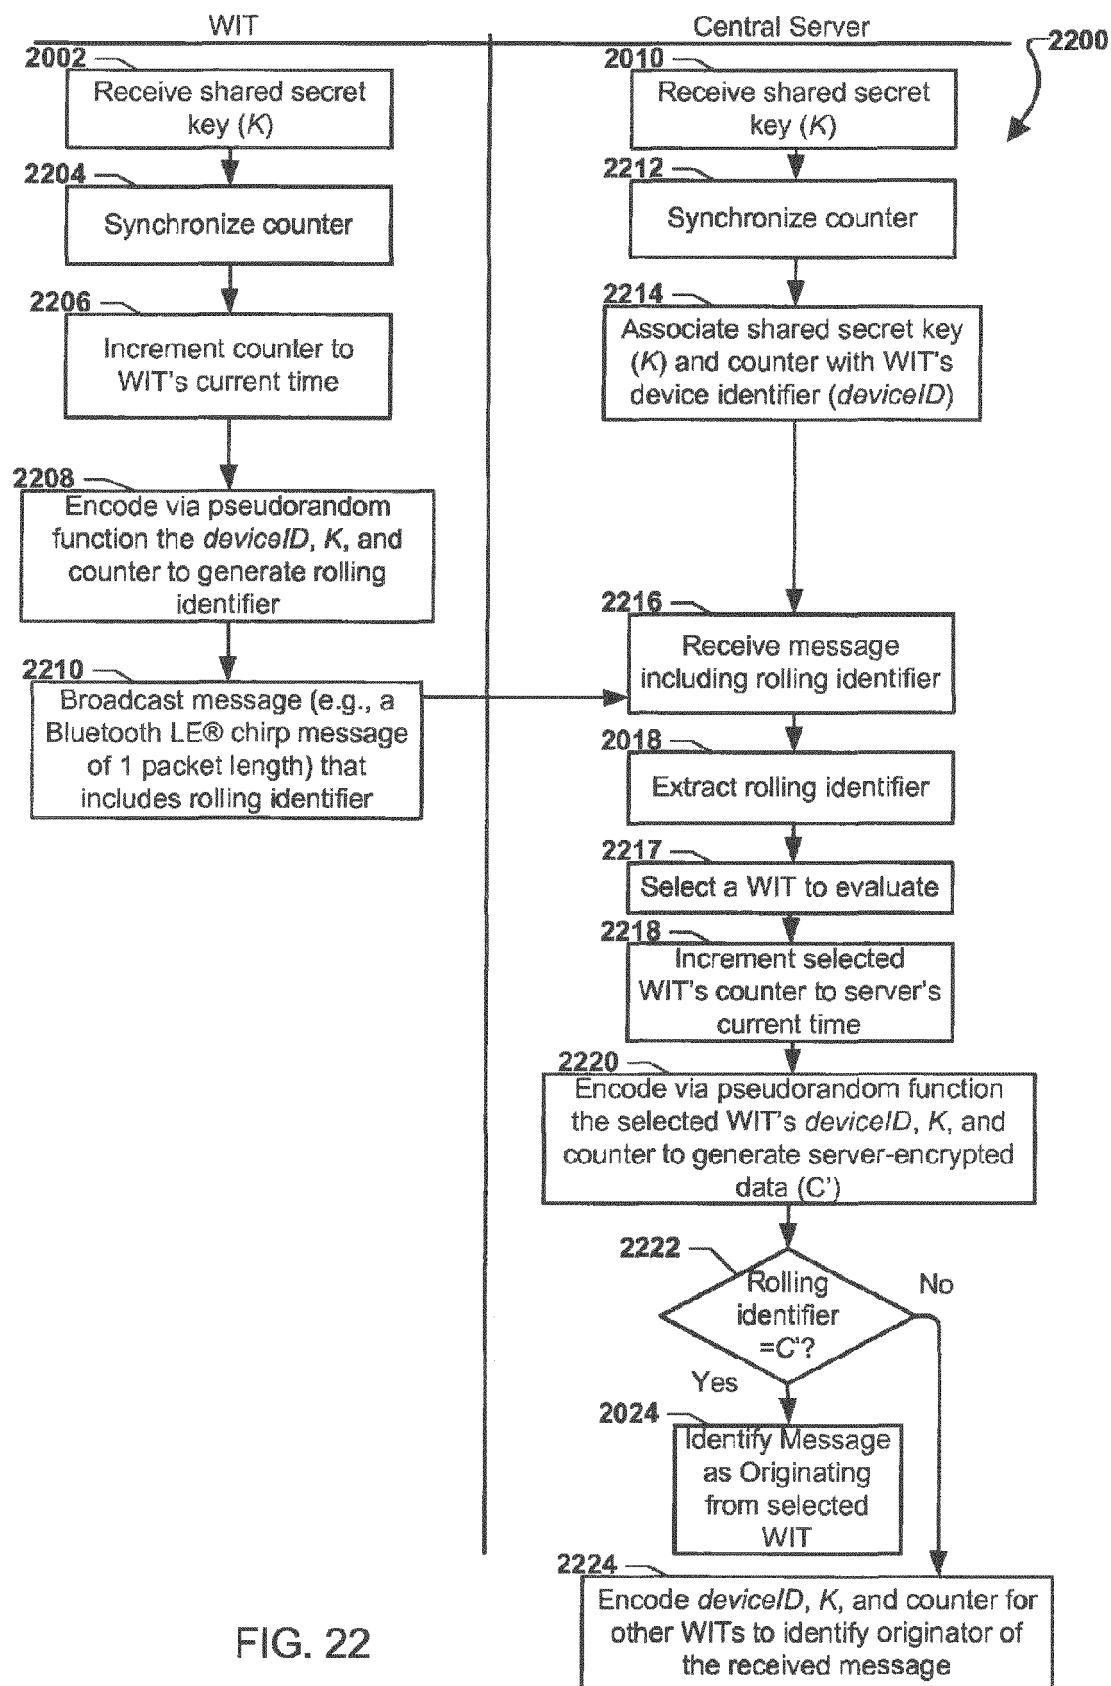 WIT
Central Server
2200
2002
Receive shared secret
key (K)
2204
Synchronize counter
2206
Increment counter to
WIT's current time
2208
Encode via pseudorandom
function the deviceID, K, and
counter to generate rolling
identifier
2210
Broadcast message (e.g., a
Bluetooth LE® chirp message
of 1 packet length) that
includes rolling identifier
2010
Receive shared secret
key (K)
2212
Synchronize counter
2214
Associate shared secret key
(K) and counter with WIT's
device identifier (deviceID)
2216
Receive message
including rolling identifier
2018
Extract rolling identifier
2217
Select a WIT to evaluate
2218
Increment selected
WIT's counter to server's
current time
2220
Encode via pseudorandom function
the selected WIT's deviceID, K, and
counter to generate server-encrypted
data (C')
2222
Rolling
identifier
=C'?
No
Yes
2024
Identify Message
as Originating
from selected
WIT
2224
Encode deviceID, K, and counter for
other WITs to identify originator of
the received message
FIG. 22